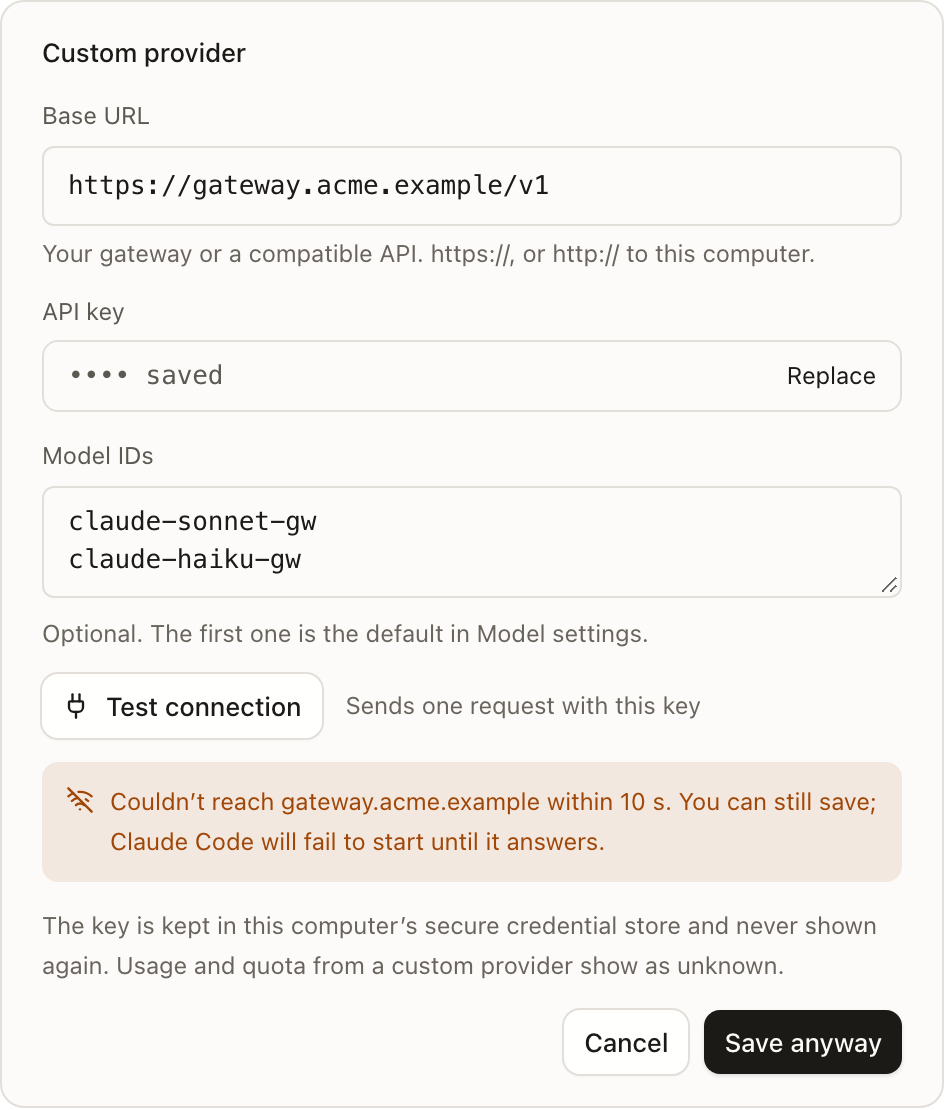 Custom provider
Base URL
https://gateway.acme.example/v1
Your gateway or a compatible API. https://, or http:// to this computer.
API key
•••• saved
Replace
Model IDs
claude-sonnet-gw
claude-haiku-gw
Optional. The first one is the default in Model settings.
Test connection
Sends one request with this key
Couldn’t reach gateway.acme.example within 10 s. You can still save;
Claude Code will fail to start until it answers.
The key is kept in this computer’s secure credential store and never shown
again. Usage and quota from a custom provider show as unknown.
Cancel
Save anyway